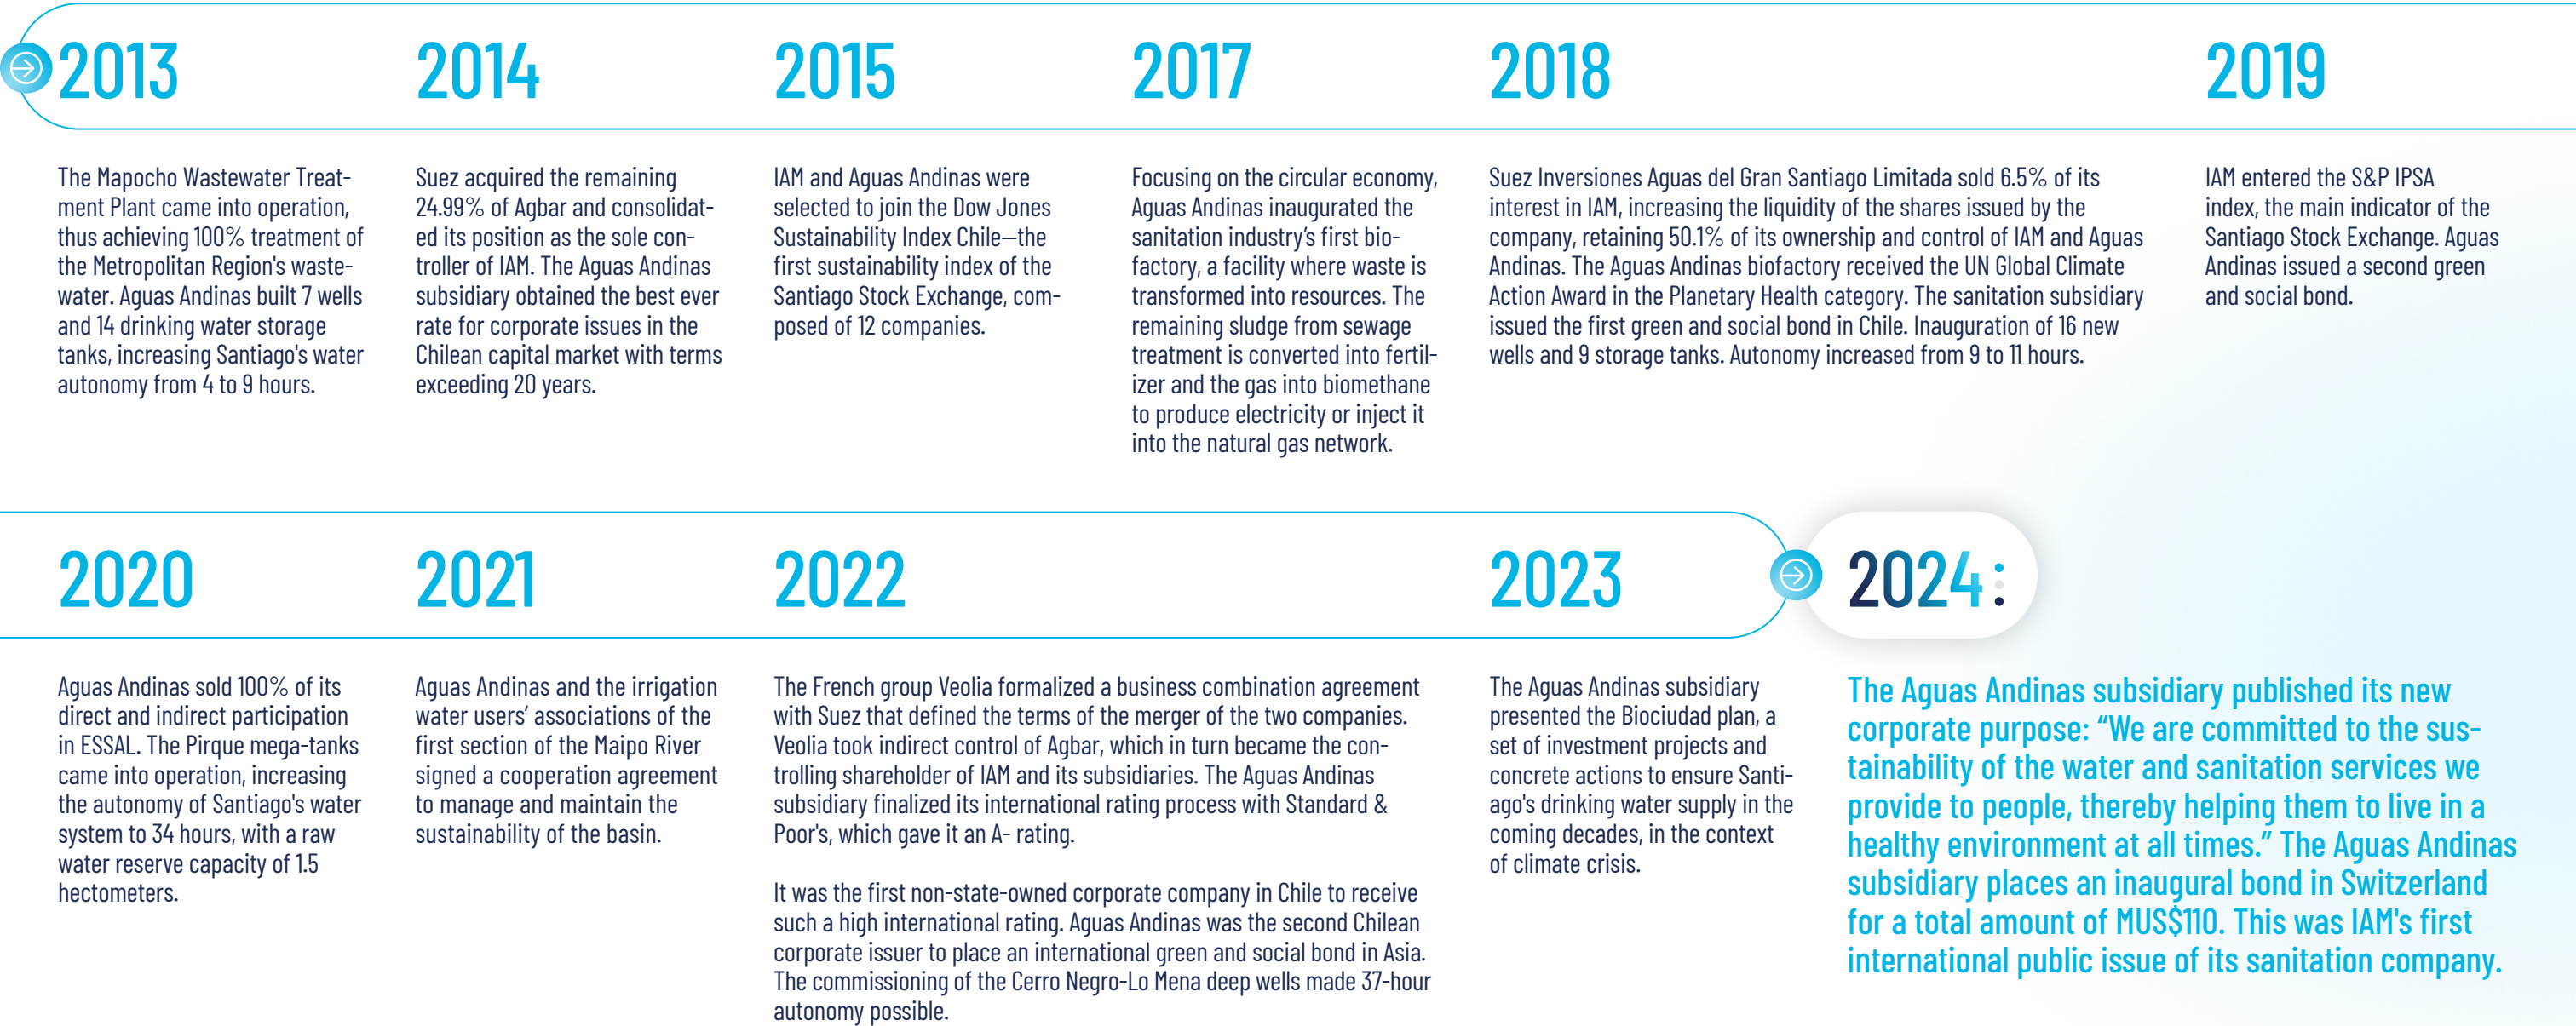 2013
The Mapocho Wastewater Treat-
ment Plant came into operation,
thus achieving 100% treatment of
the Metropolitan Region's waste-
water. Aguas Andinas built 7 wells
and 14 drinking water storage
tanks, increasing Santiago's water
autonomy from 4 to 9 hours.
2014
Suez acquired the remaining
24.99% of Agbar and consolidat-
ed its position as the sole con-
troller of IAM. The Aguas Andinas
subsidiary obtained the best ever
rate for corporate issues in the
Chilean capital market with terms
exceeding 20 years.
2015
IAM and Aguas Andinas were
selected to join the Dow Jones
Sustainability Index Chile—the
first sustainability index of the
Santiago Stock Exchange, com-
posed of 12 companies.
2017
Focusing on the circular economy,
Aguas Andinas inaugurated the
sanitation industry’s first bio-
factory, a facility where waste is
transformed into resources. The
remaining sludge from sewage
treatment is converted into fertil-
izer and the gas into biomethane
to produce electricity or inject it
into the natural gas network.
2018
Suez Inversiones Aguas del Gran Santiago Limitada sold 6.5% of its
interest in IAM, increasing the liquidity of the shares issued by the
company, retaining 50.1% of its ownership and control of IAM and Aguas
Andinas. The Aguas Andinas biofactory received the UN Global Climate
Action Award in the Planetary Health category. The sanitation subsidiary
issued the first green and social bond in Chile. Inauguration of 16 new
wells and 9 storage tanks. Autonomy increased from 9 to 11 hours.
2019
IAM entered the S&P IPSA
index, the main indicator of the
Santiago Stock Exchange. Aguas
Andinas issued a second green
and social bond.
2020
Aguas Andinas sold 100% of its
direct and indirect participation
in ESSAL. The Pirque mega-tanks
came into operation, increasing
the autonomy of Santiago's water
system to 34 hours, with a raw
water reserve capacity of 1.5
hectometers.
2021
Aguas Andinas and the irrigation
water users’ associations of the
first section of the Maipo River
signed a cooperation agreement
to manage and maintain the
sustainability of the basin.
2022
The French group Veolia formalized a business combination agreement
with Suez that defined the terms of the merger of the two companies.
Veolia took indirect control of Agbar, which in turn became the con-
trolling shareholder of IAM and its subsidiaries. The Aguas Andinas
subsidiary finalized its international rating process with Standard &
Poor's, which gave it an A- rating.
It was the first non-state-owned corporate company in Chile to receive
such a high international rating. Aguas Andinas was the second Chilean
corporate issuer to place an international green and social bond in Asia.
The commissioning of the Cerro Negro-Lo Mena deep wells made 37-hour
autonomy possible.
2023
The Aguas Andinas subsidiary
presented the Biociudad plan, a
set of investment projects and
concrete actions to ensure Santi-
ago's drinking water supply in the
coming decades, in the context
of climate crisis.
2024:
The Aguas Andinas subsidiary published its new
corporate purpose: “We are committed to the sus-
tainability of the water and sanitation services we
provide to people, thereby helping them to live in a
healthy environment at all times.” The Aguas Andinas
subsidiary places an inaugural bond in Switzerland
for a total amount of MUS$110. This was IAM's first
international public issue of its sanitation company.